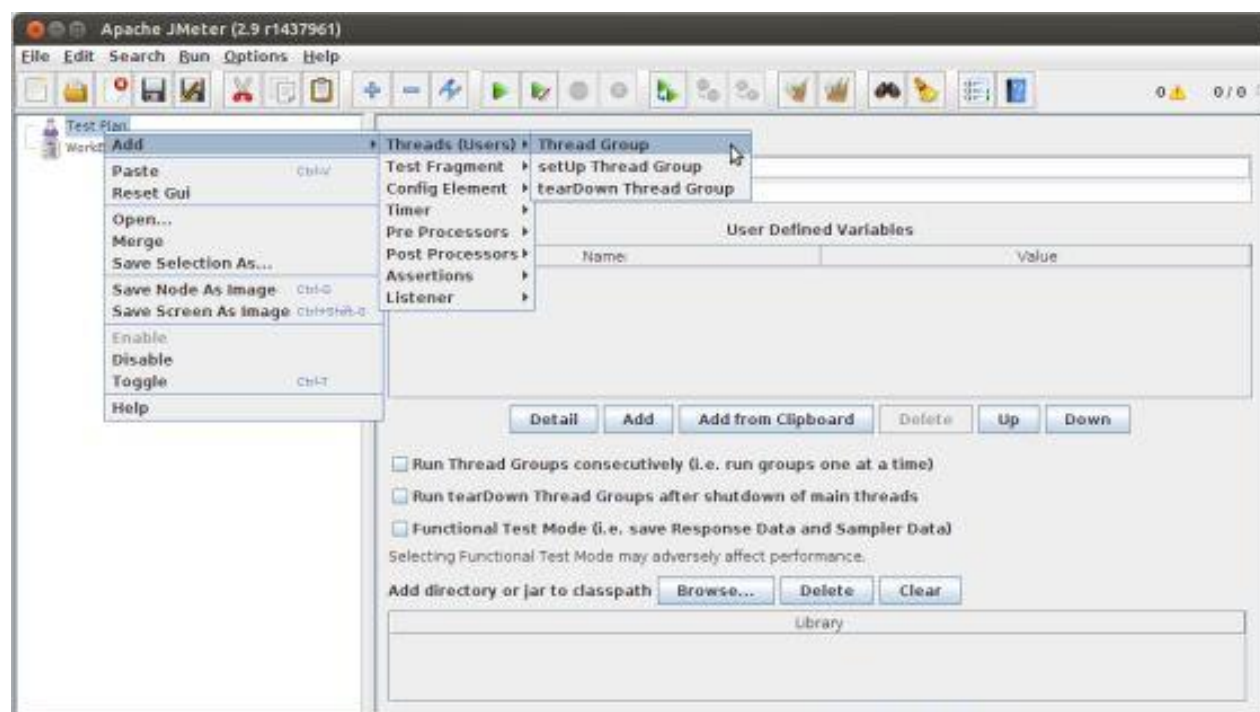 Apache JMeter (2.9 r1437961)
File Edit Search Run Options Help
0 0/0
Test Plan
Add
Paste Ctrl-V
Reset Gui
Open...
Merge
Save Selection As...
Save Node As Image Ctrl-G
Save Screen As Image Ctrl+Shift-G
Enable
Disable
Toggle Ctrl-T
Help
Threads (Users)
Test Fragment
Config Element
Timer
Pre Processors
Post Processors
Assertions
Listener
Thread Group
setUp Thread Group
tearDown Thread Group
User Defined Variables
Name: Value
Detail Add Add from Clipboard Delete Up Down
Run Thread Groups consecutively (i.e. run groups one at a time)
Run tearDown Thread Groups after shutdown of main threads
Functional Test Mode (i.e. save Response Data and Sampler Data)
Selecting Functional Test Mode may adversely affect performance.
Add directory or jar to classpath Browse... Delete Clear
Library